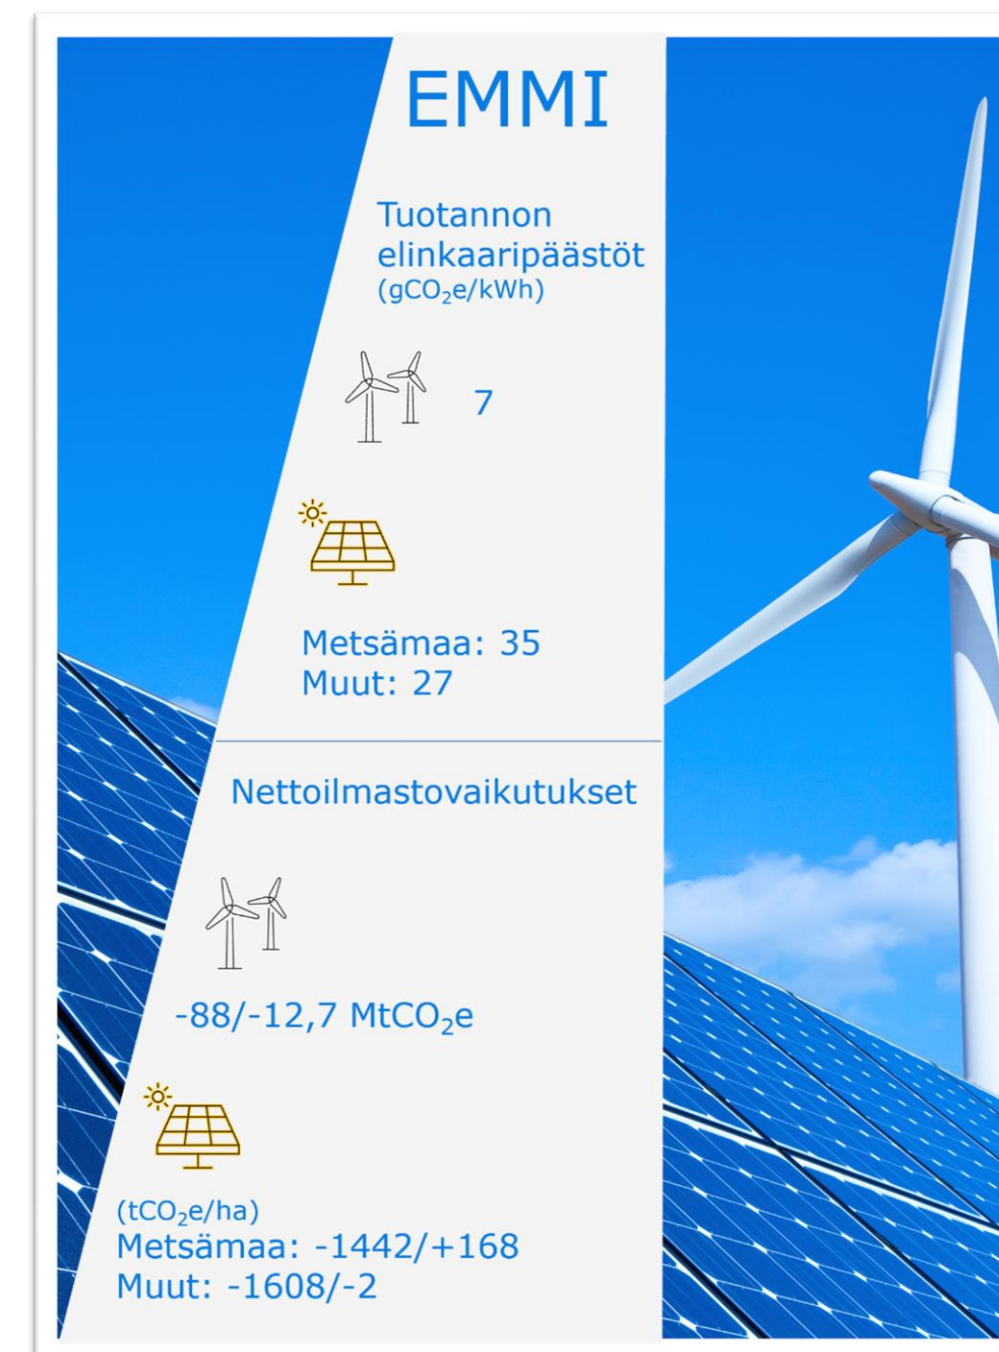 EMMI
Tuotannon
elinkaaripäästöt
(gCO₂e/kWh)
7
Metsämaa: 35
Muut: 27
Nettoilmastovaikutukset
-88/-12,7 MtCO₂e
(tCO₂e/ha)
Metsämaa: -1442/+168
Muut: -1608/-2